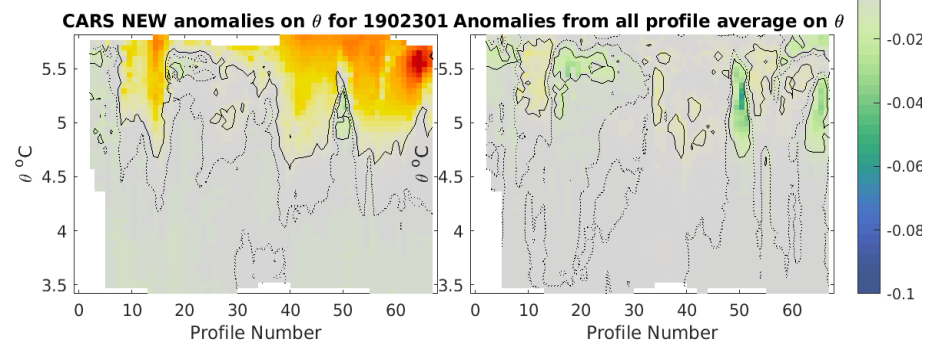 CARS NEW anomalies on θ for 1902301 Anomalies from all profile average on θ
5.5
5
4.5
4
3.5
θ °C
0 10 20 30 40 50 60
Profile Number
5.5
5
4.5
4
3.5
θ °C
0 10 20 30 40 50 60
Profile Number
-0.02
-0.04
-0.06
-0.08
-0.1